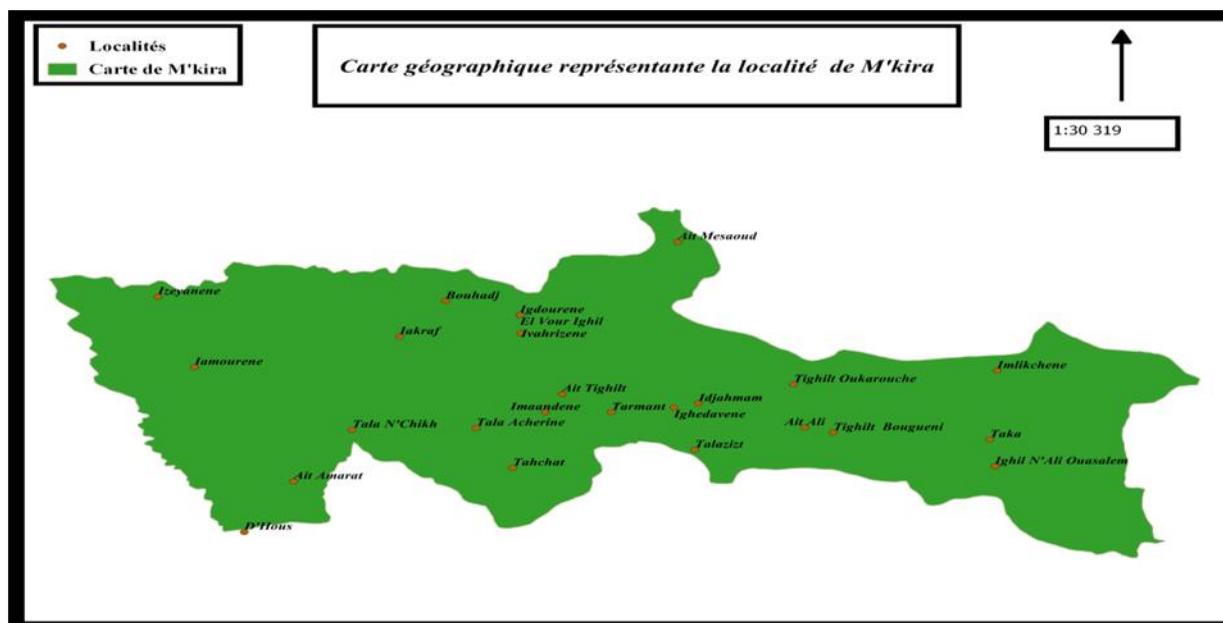 Localités
Carte de M'kira
Carte géographique représentante la localité de M'kira
1:30 319
Ait Mesaoud
Izeyanene
Bouhadj
Igdourene
El Vour Ighil
Ivahrizene
Iakraf
Iamourene
Imlikchene
Tighilt Oukarouche
Ait Tighilt
Idjahmam
Imaandene
Tarmant
Ighedavene
Tala N'Chikh
Tala Acherine
Ait Ali
Tighilt Bougueni
Taka
Talazizt
Tahchat
Ighil N'Ali Ouasalem
Ait Amarat
D'Hous